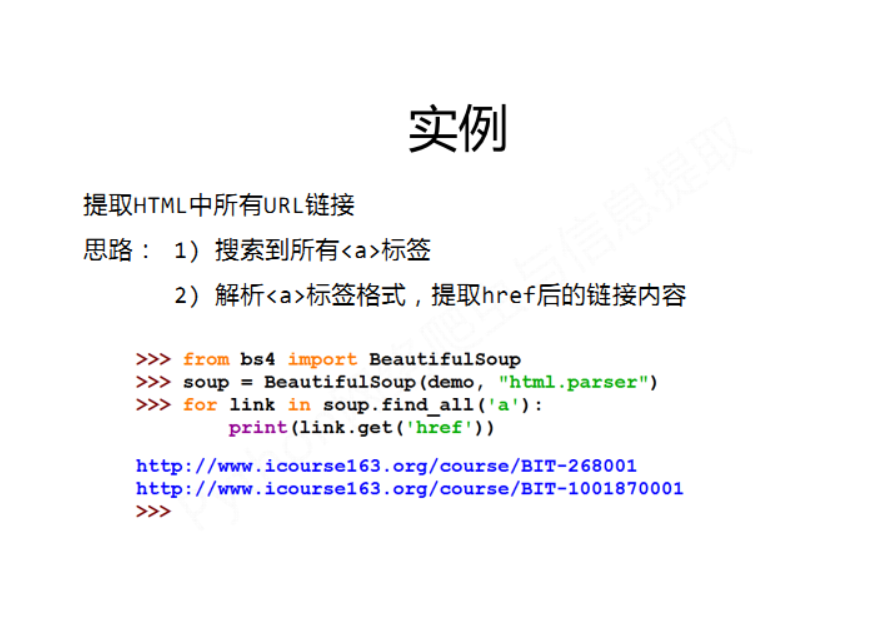 实例
提取HTML中所有URL链接
思路： 1) 搜索到所有<a>标签
2) 解析<a>标签格式，提取href后的链接内容
>>> from bs4 import BeautifulSoup
>>> soup = BeautifulSoup(demo, "html.parser")
>>> for link in soup.find_all('a'):
print(link.get('href'))
http://www.icourse163.org/course/BIT-268001
http://www.icourse163.org/course/BIT-1001870001
>>>